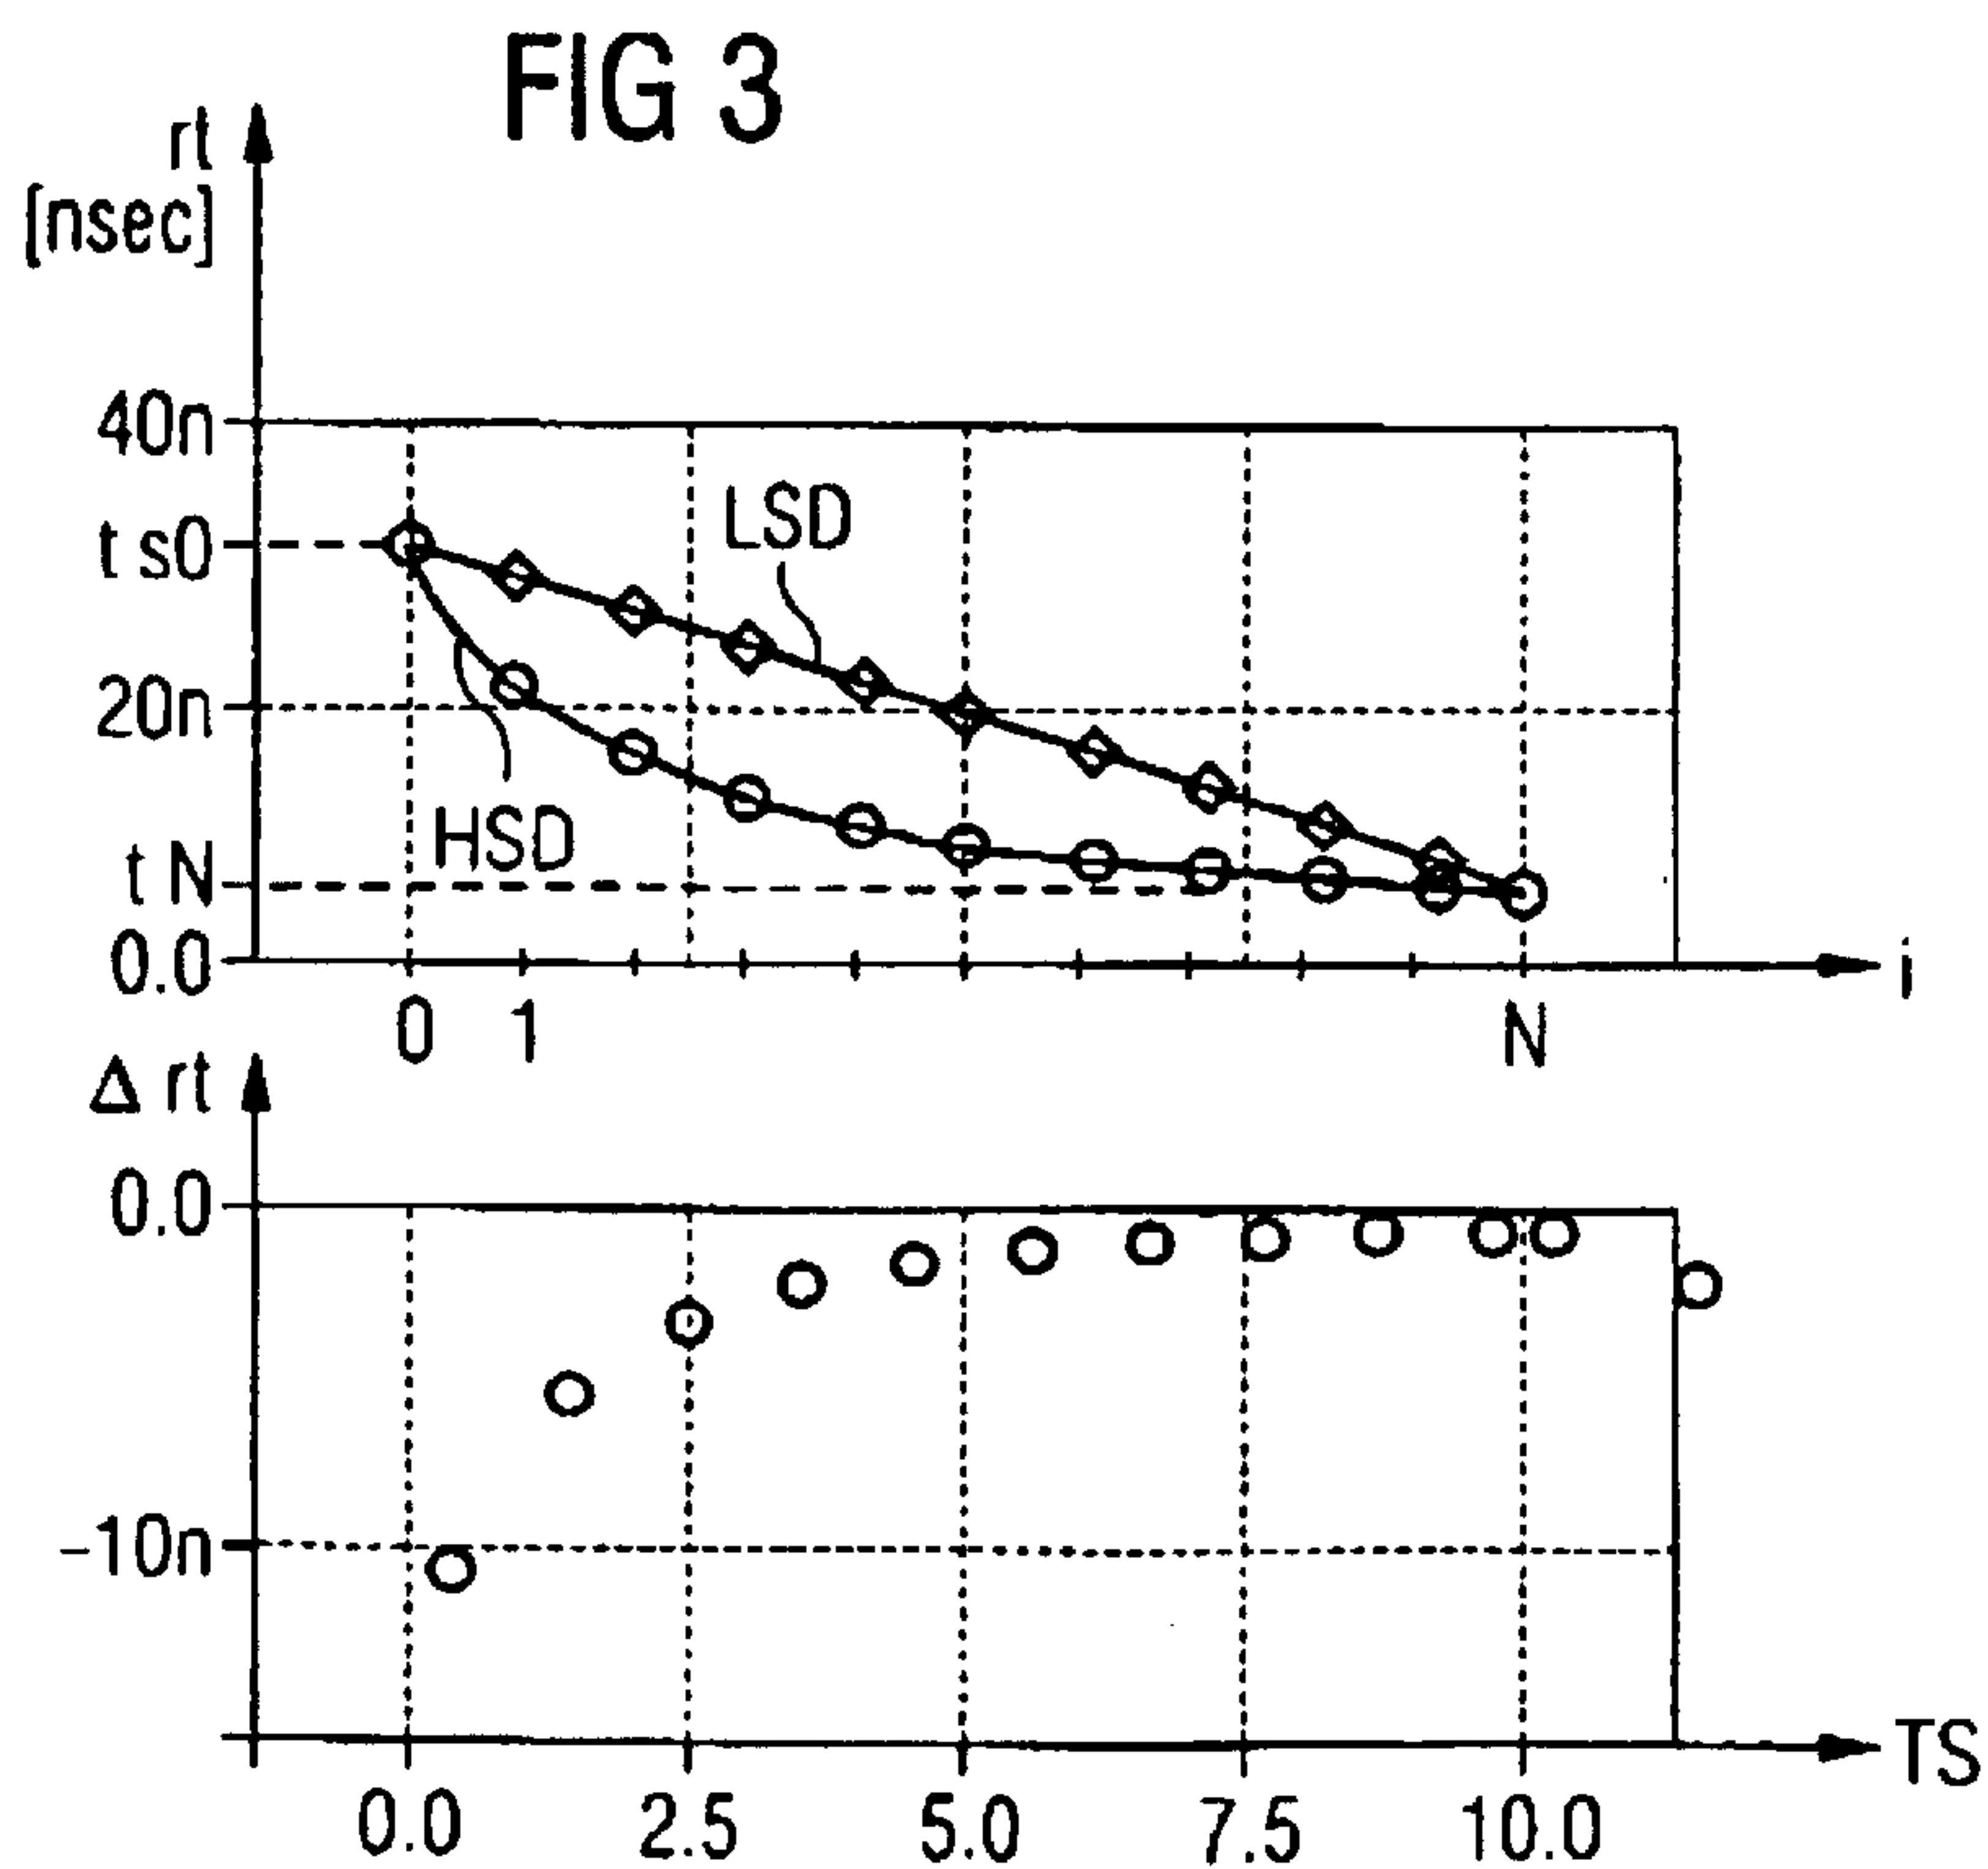 FIG 3
rt
[nsec]
40n
t s0
LSD
20n
HSD
t N
0.0
i
0 1 N
Δ rt
0.0
-10n
TS
0.0 2.5 5.0 7.5 10.0